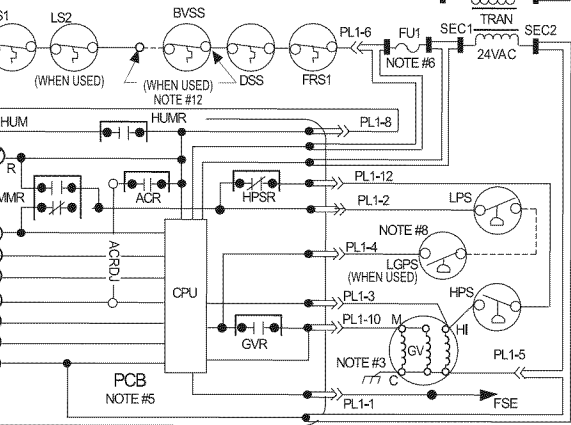 S1
LS2
BVSS
PL1-6
FU1
SEC1
TRAN
SEC2
24VAC
(WHEN USED)
(WHEN USED)
NOTE #12
DSS
FRS1
NOTE #6
HUM
HUMR
PL1-8
R
MMR
ACR
HPSR
PL1-12
PL1-2
LPS
ACRDJ
NOTE #8
PL1-4
LGPS
(WHEN USED)
CPU
PL1-3
HPS
GVR
PL1-10
M
HI
GV
NOTE #3
C
PL1-5
PCB
NOTE #5
PL1-1
FSE